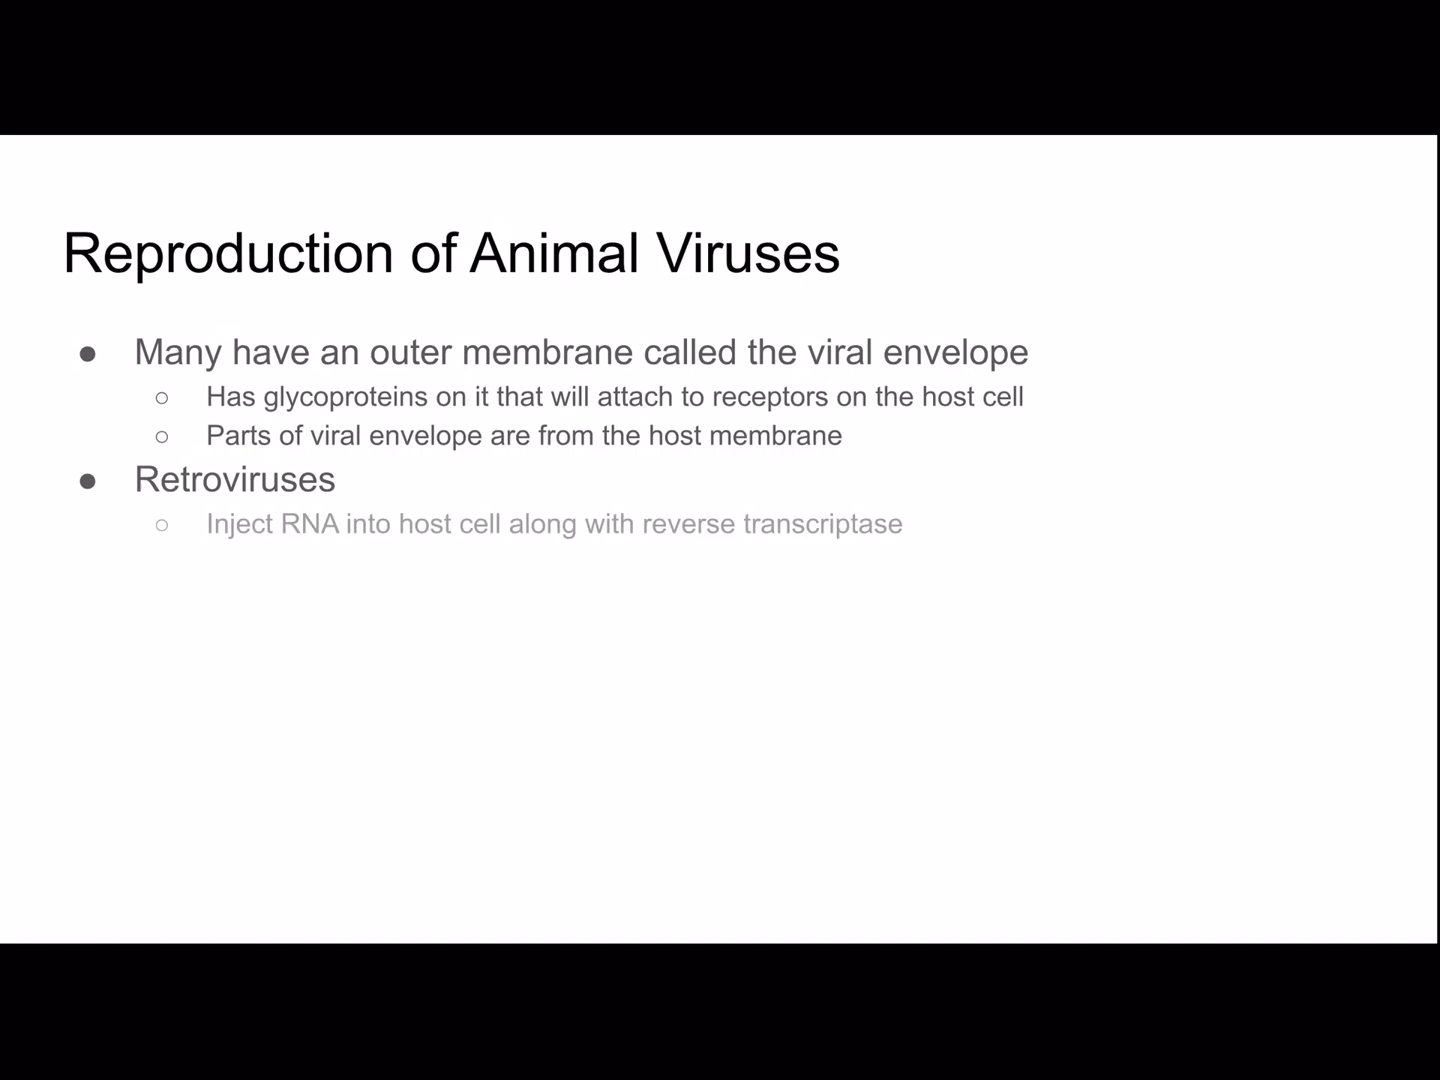 Reproduction of Animal Viruses
● Many have an outer membrane called the viral envelope
○ Has glycoproteins on it that will attach to receptors on the host cell
○ Parts of viral envelope are from the host membrane
● Retroviruses
○ Inject RNA into host cell along with reverse transcriptase